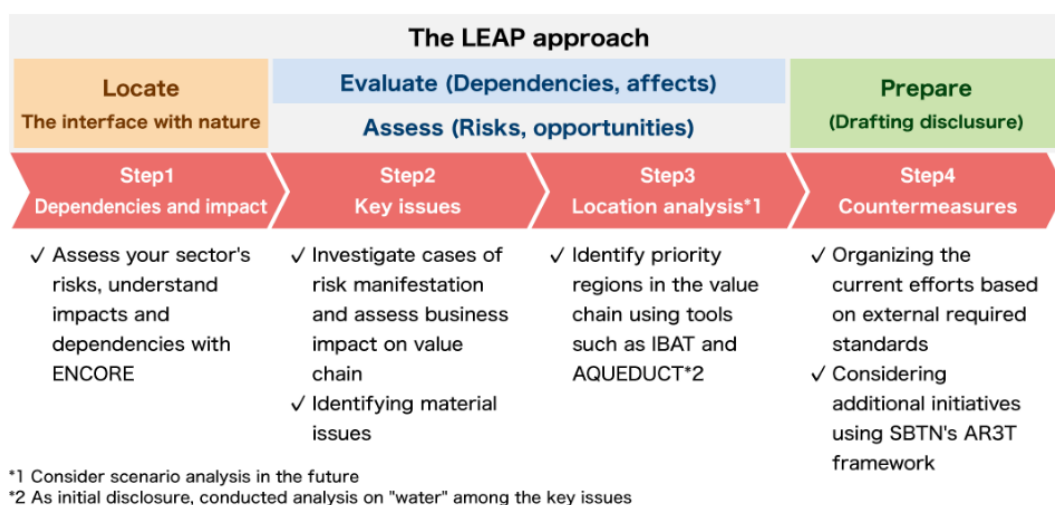 The LEAP approach
Locate
The interface with nature
Evaluate (Dependencies, affects)
Assess (Risks, opportunities)
Prepare
(Drafting disclusure)
Step1
Dependencies and impact
Step2
Key issues
Step3
Location analysis*1
Step4
Countermeasures
✓ Assess your sector's
risks, understand
impacts and
dependencies with
ENCORE
✓ Investigate cases of
risk manifestation
and assess business
impact on value
chain
✓ Identifying material
issues
✓ Identify priority
regions in the value
chain using tools
such as IBAT and
AQUEDUCT*2
✓ Organizing the
current efforts based
on external required
standards
✓ Considering
additional initiatives
using SBTN's AR3T
framework
*1 Consider scenario analysis in the future
*2 As initial disclosure, conducted analysis on "water" among the key issues